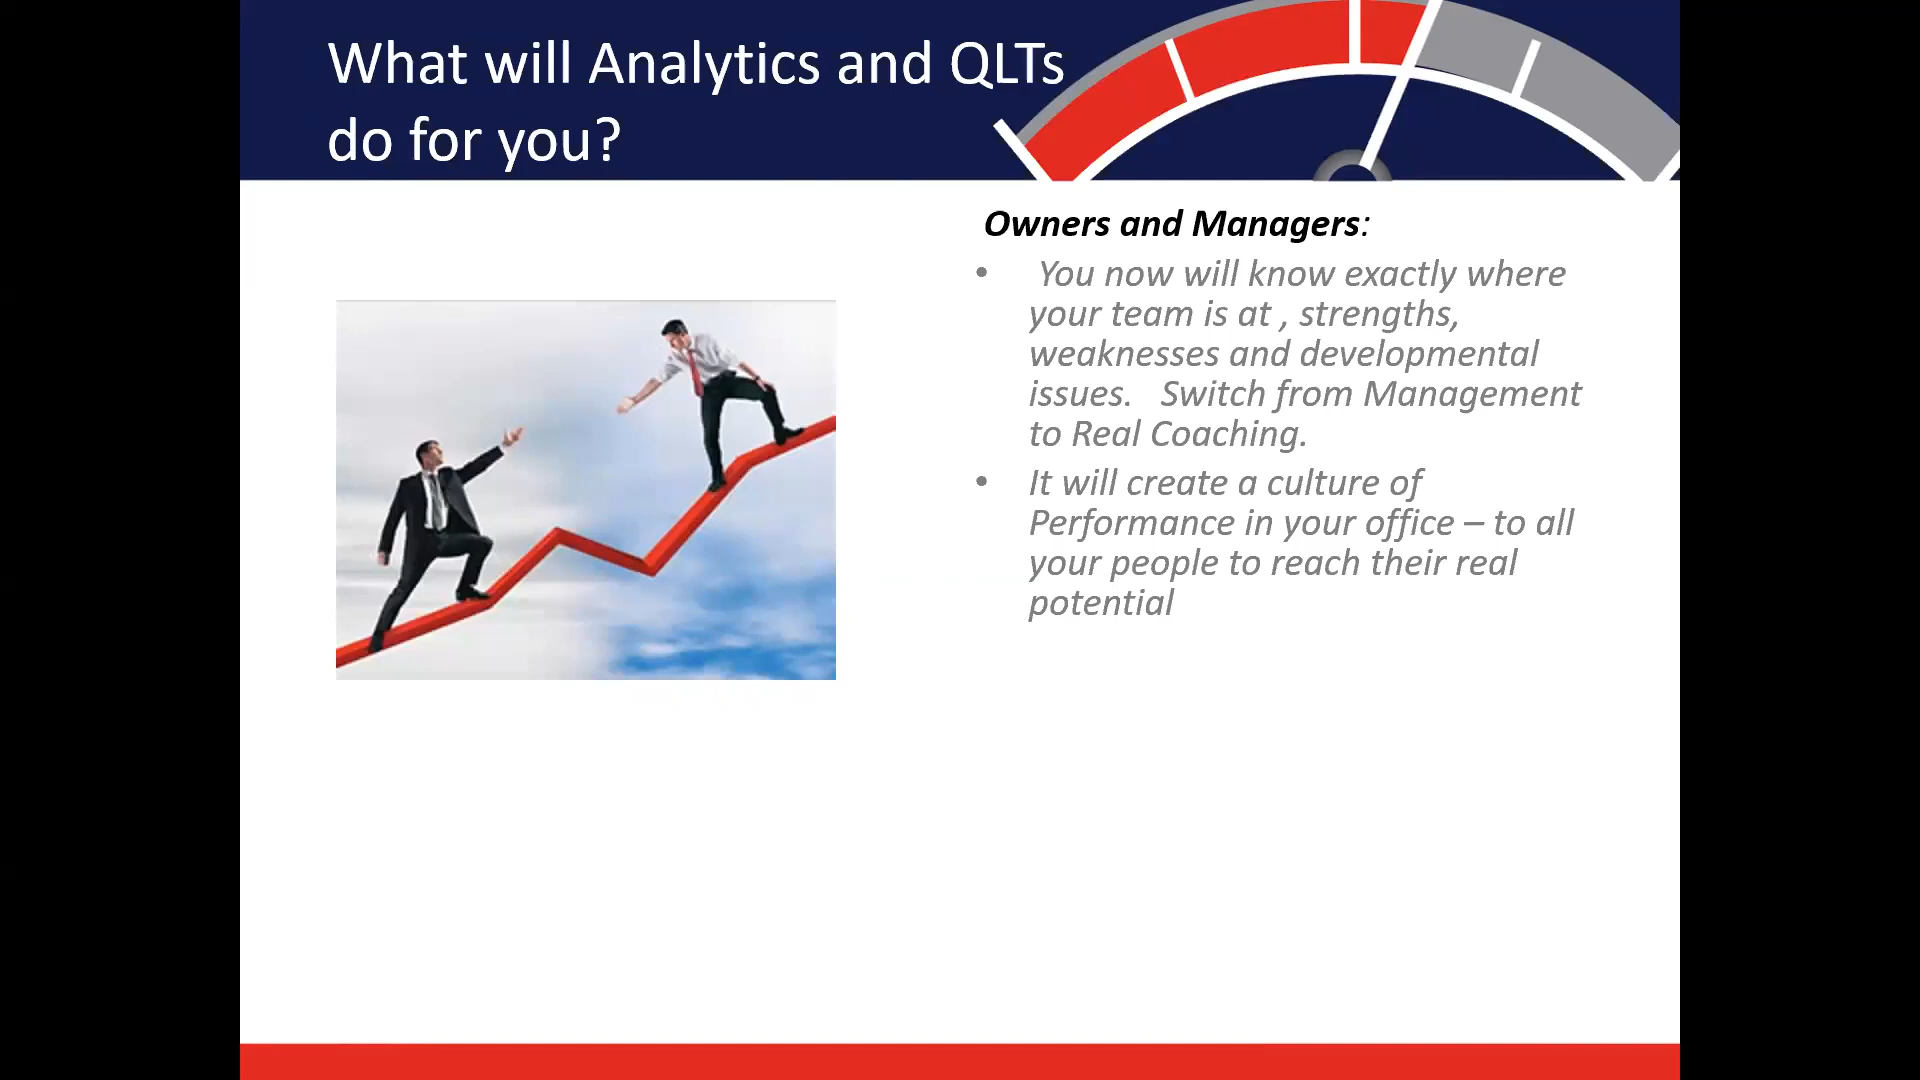 What will Analytics and QLTs
do for you?
Owners and Managers:
• You now will know exactly where
your team is at , strengths,
weaknesses and developmental
issues.   Switch from Management
to Real Coaching.
• It will create a culture of
Performance in your office – to all
your people to reach their real
potential